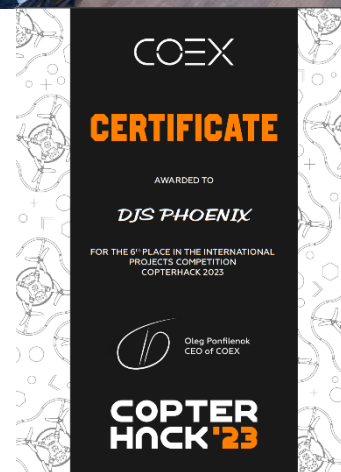 COEX
CERTIFICATE
AWARDED TO
DJS PHOENIX
FOR THE 6TH PLACE IN THE INTERNATIONAL
PROJECTS COMPETITION
COPTERHACK 2023
Oleg Ponfilenok
CEO of COEX
COPTER
HACK '23